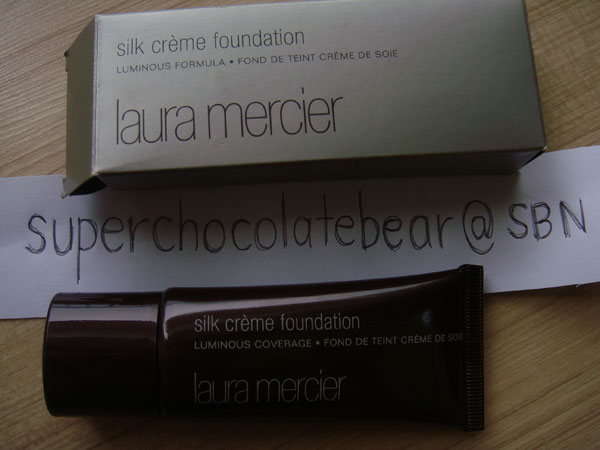 silk crème foundation
LUMINOUS FORMULA • FOND DE TEINT CRÈME DE SOIE
laura mercier
superchocolatebear@SBN
silk crème foundation
LUMINOUS COVERAGE • FOND DE TEINT CRÈME DE SOIE
laura mercier